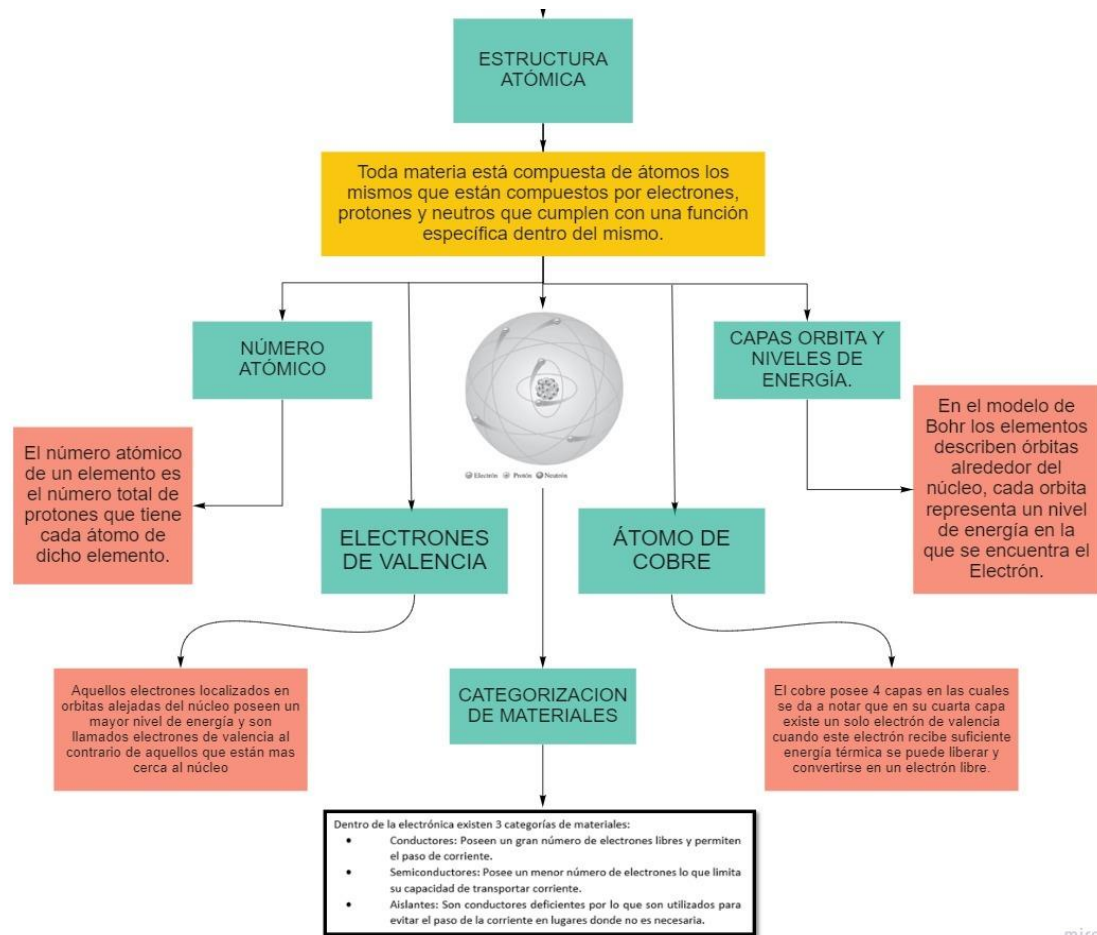 ESTRUCTURA
ATÓMICA
Toda materia está compuesta de átomos los
mismos que están compuestos por electrones,
protones y neutros que cumplen con una función
específica dentro del mismo.
NÚMERO
ATÓMICO
CAPAS ORBITA Y
NIVELES DE
ENERGÍA.
El número atómico
de un elemento es
el número total de
protones que tiene
cada átomo de
dicho elemento.
Electrón Protón Neutrón
En el modelo de
Bohr los elementos
describen órbitas
alrededor del
núcleo, cada orbita
representa un nivel
de energía en la
que se encuentra el
Electrón.
ELECTRONES
DE VALENCIA
ÁTOMO DE
COBRE
Aquellos electrones localizados en
orbitas alejadas del núcleo poseen un
mayor nivel de energía y son
llamados electrones de valencia al
contrario de aquellos que están mas
cerca al núcleo
CATEGORIZACION
DE MATERIALES
El cobre posee 4 capas en las cuales
se da a notar que en su cuarta capa
existe un solo electrón de valencia
cuando este electrón recibe suficiente
energía térmica se puede liberar y
convertirse en un electrón libre.
Dentro de la electrónica existen 3 categorías de materiales:
• Conductores: Poseen un gran número de electrones libres y permiten
el paso de corriente.
• Semiconductores: Posee un menor número de electrones lo que limita
su capacidad de transportar corriente.
• Aislantes: Son conductores deficientes por lo que son utilizados para
evitar el paso de la corriente en lugares donde no es necesaria.